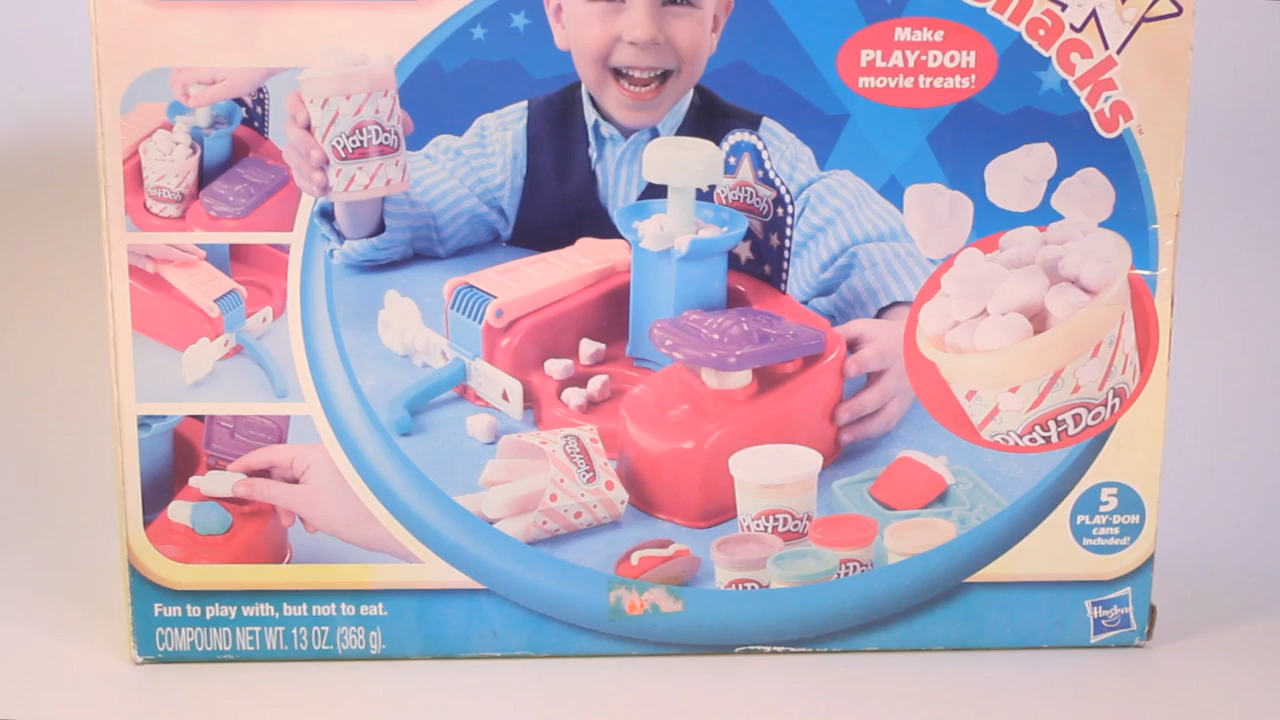 Make
PLAY-DOH
movie treats!
Snacks
Play-Doh
Play-Doh
Play-Doh
Play-Doh
Play-Doh
Play-Doh
5
PLAY-DOH
cans
included!
Hasbro
Fun to play with, but not to eat.
COMPOUND NET WT. 13 OZ. (368 g).